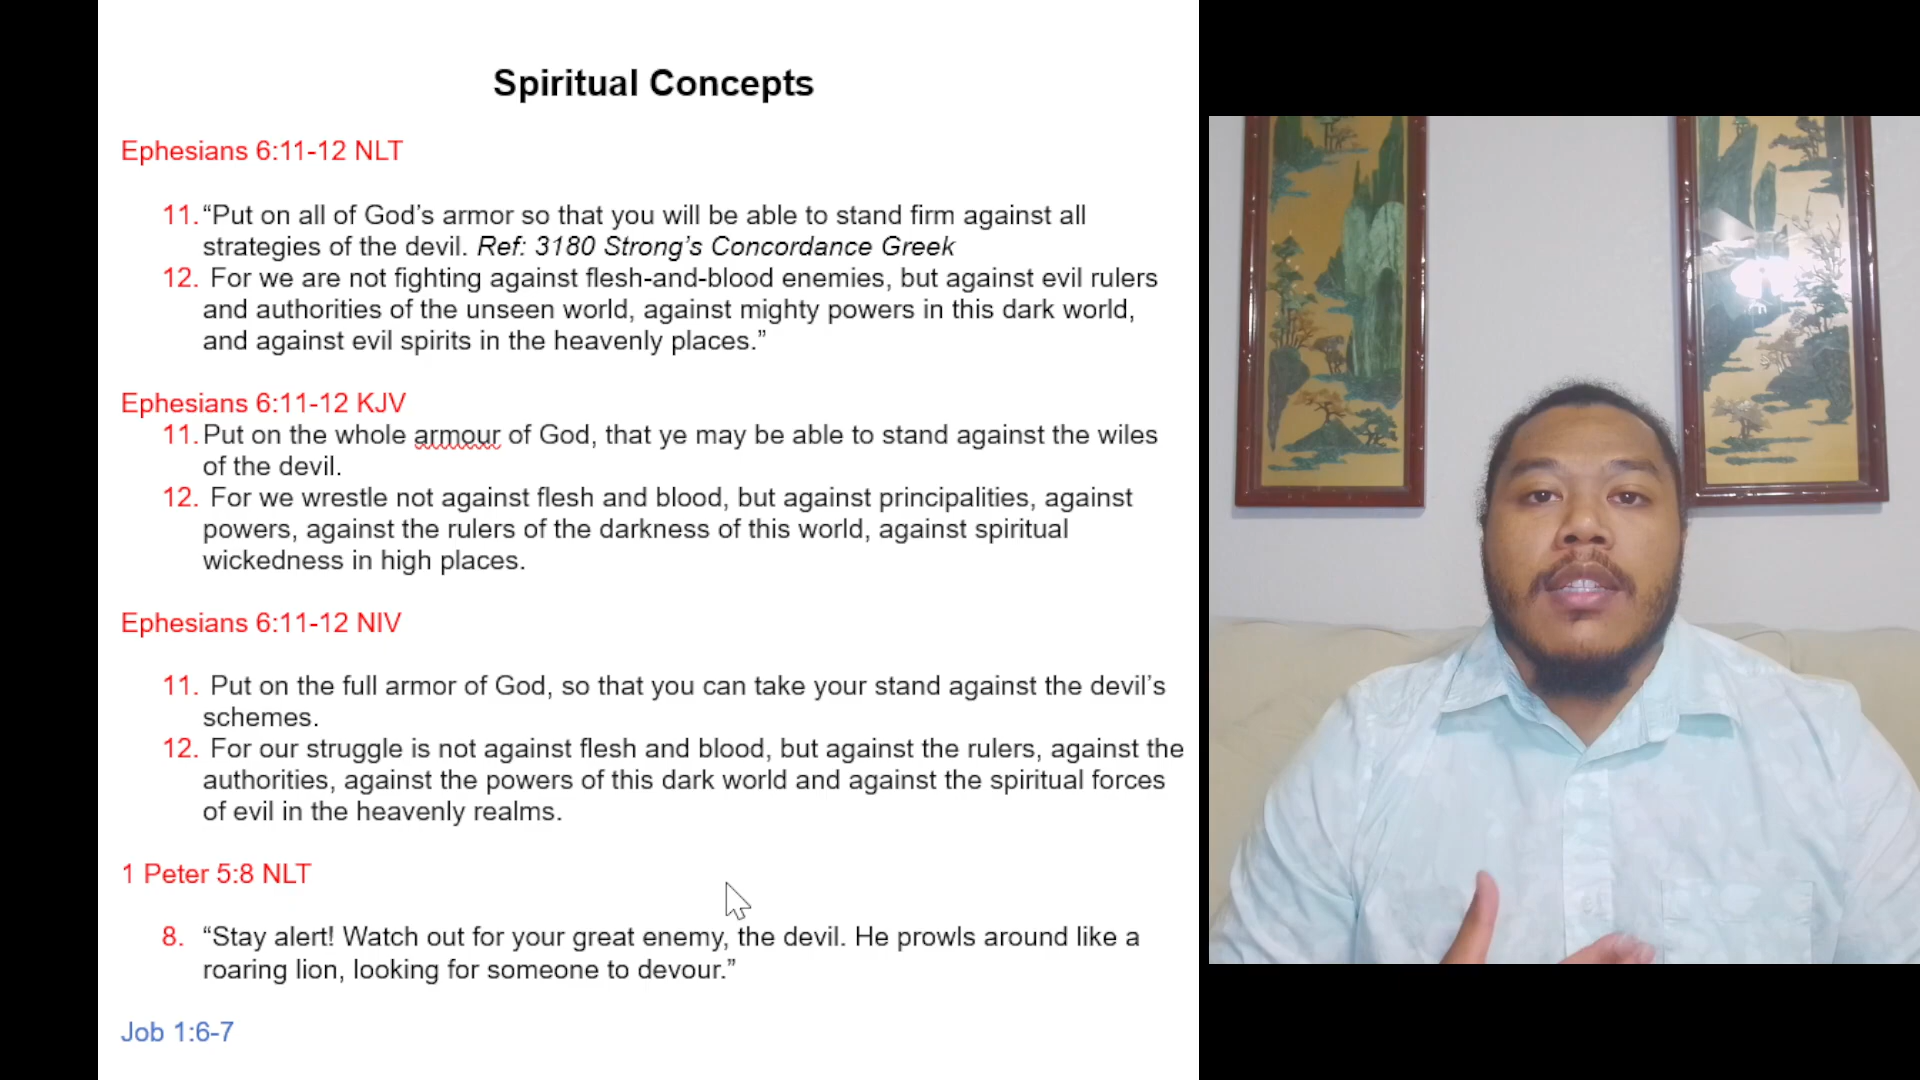 Spiritual Concepts
Ephesians 6:11-12 NLT
11. “Put on all of God’s armor so that you will be able to stand firm against all
strategies of the devil. Ref: 3180 Strong’s Concordance Greek
12. For we are not fighting against flesh-and-blood enemies, but against evil rulers
and authorities of the unseen world, against mighty powers in this dark world,
and against evil spirits in the heavenly places.”
Ephesians 6:11-12 KJV
11. Put on the whole armour of God, that ye may be able to stand against the wiles
of the devil.
12. For we wrestle not against flesh and blood, but against principalities, against
powers, against the rulers of the darkness of this world, against spiritual
wickedness in high places.
Ephesians 6:11-12 NIV
11. Put on the full armor of God, so that you can take your stand against the devil’s
schemes.
12. For our struggle is not against flesh and blood, but against the rulers, against the
authorities, against the powers of this dark world and against the spiritual forces
of evil in the heavenly realms.
1 Peter 5:8 NLT
8. “Stay alert! Watch out for your great enemy, the devil. He prowls around like a
roaring lion, looking for someone to devour.”
Job 1:6-7